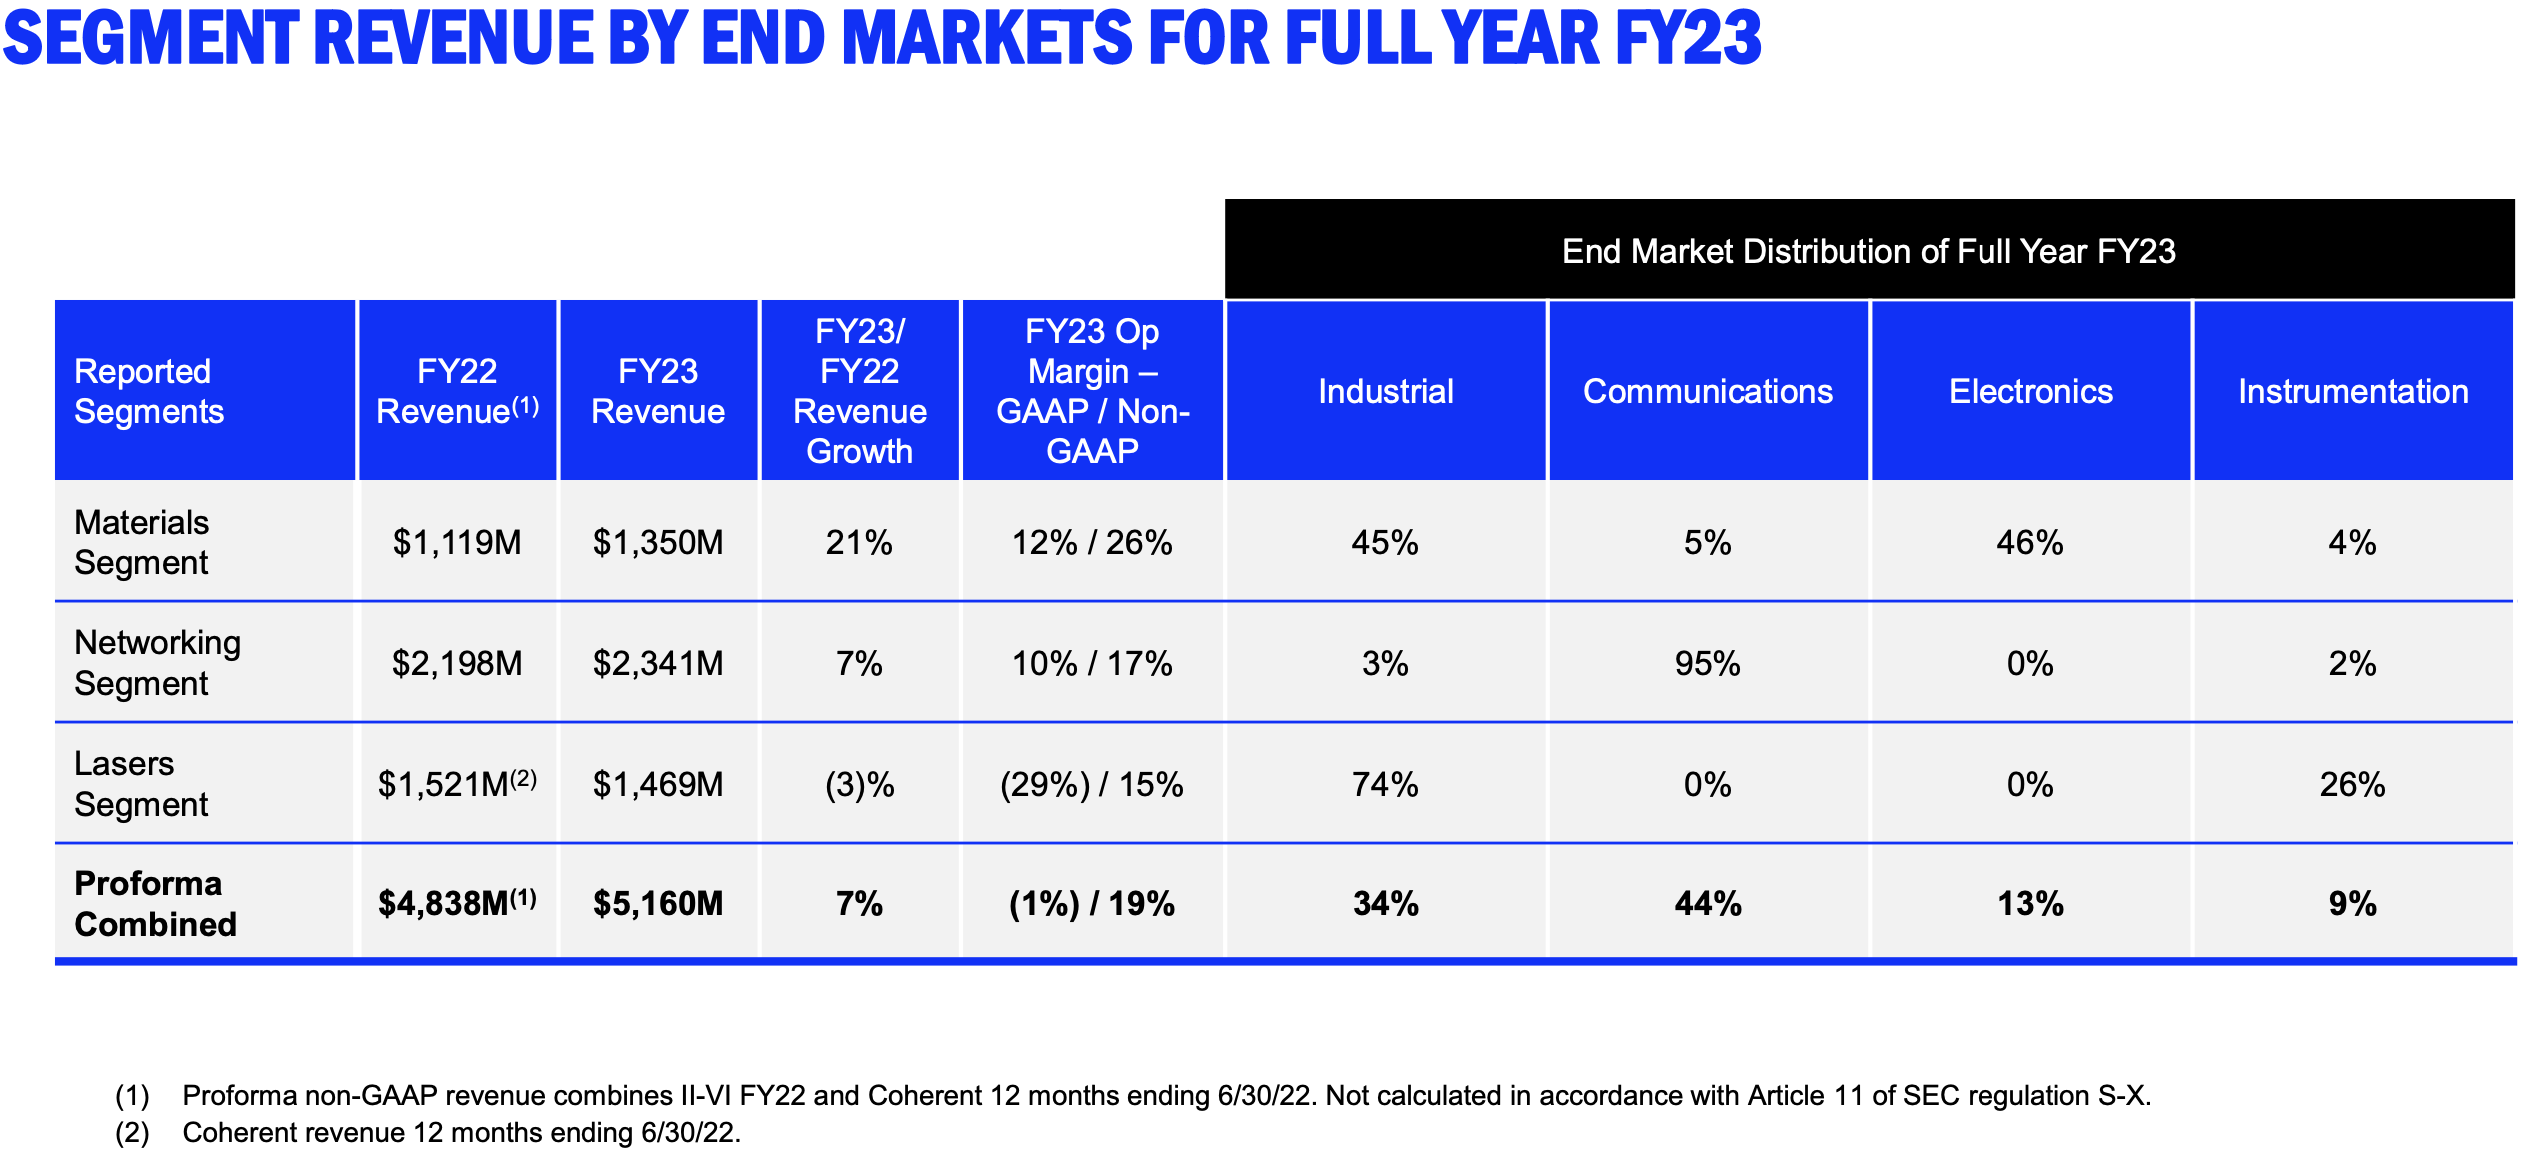 SEGMENT REVENUE BY END MARKETS FOR FULL YEAR FY23
End Market Distribution of Full Year FY23
Reported
Segments
FY22
Revenue(1)
FY23
Revenue
FY23/
FY22
Revenue
Growth
FY23 Op
Margin –
GAAP / Non-
GAAP
Industrial
Communications
Electronics
Instrumentation
Materials
Segment
$1,119M
$1,350M
21%
12% / 26%
45%
5%
46%
4%
Networking
Segment
$2,198M
$2,341M
7%
10% / 17%
3%
95%
0%
2%
Lasers
Segment
$1,521M(2)
$1,469M
(3)%
(29%) / 15%
74%
0%
0%
26%
Proforma
Combined
$4,838M(1)
$5,160M
7%
(1%) / 19%
34%
44%
13%
9%
(1) Proforma non-GAAP revenue combines II-VI FY22 and Coherent 12 months ending 6/30/22. Not calculated in accordance with Article 11 of SEC regulation S-X.
(2) Coherent revenue 12 months ending 6/30/22.